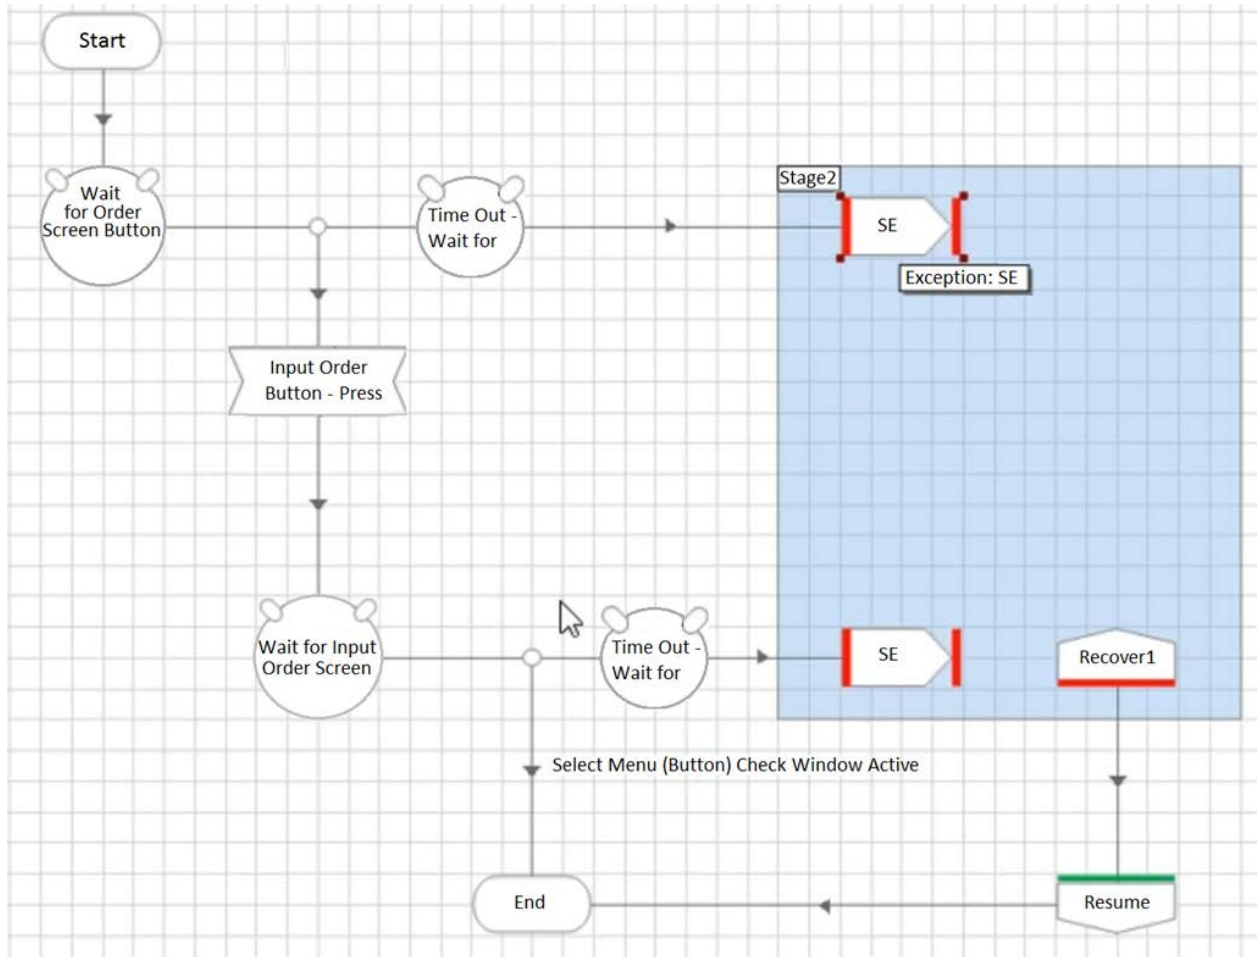 Start
Wait
for Order
Screen Button
Time Out -
Wait for
Stage2
SE
Exception: SE
Input Order
Button - Press
Wait for Input
Order Screen
Time Out -
Wait for
SE
Recover1
Select Menu (Button) Check Window Active
End
Resume